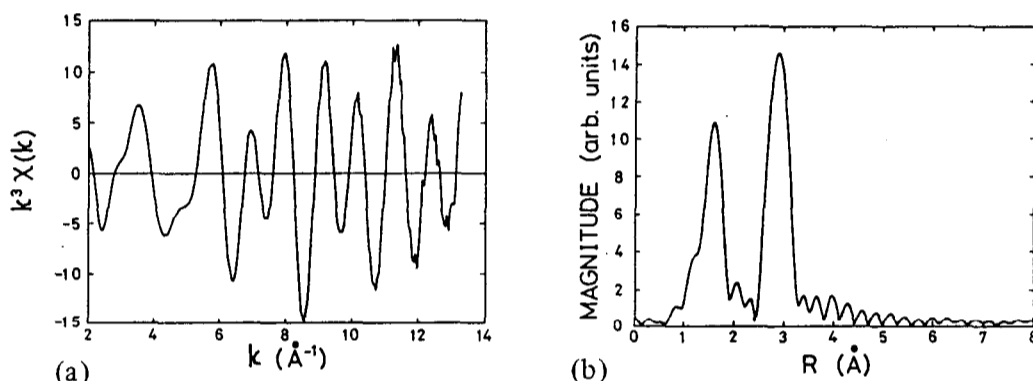 15
10
5
0
-5
-10
-15
2 4 6 8 10 12 14
k³ χ(k)
k (Å⁻¹)
(a)
16
14
12
10
8
6
4
2
0
0 1 2 3 4 5 6 7 8
MAGNITUDE (arb. units)
R (Å)
(b)